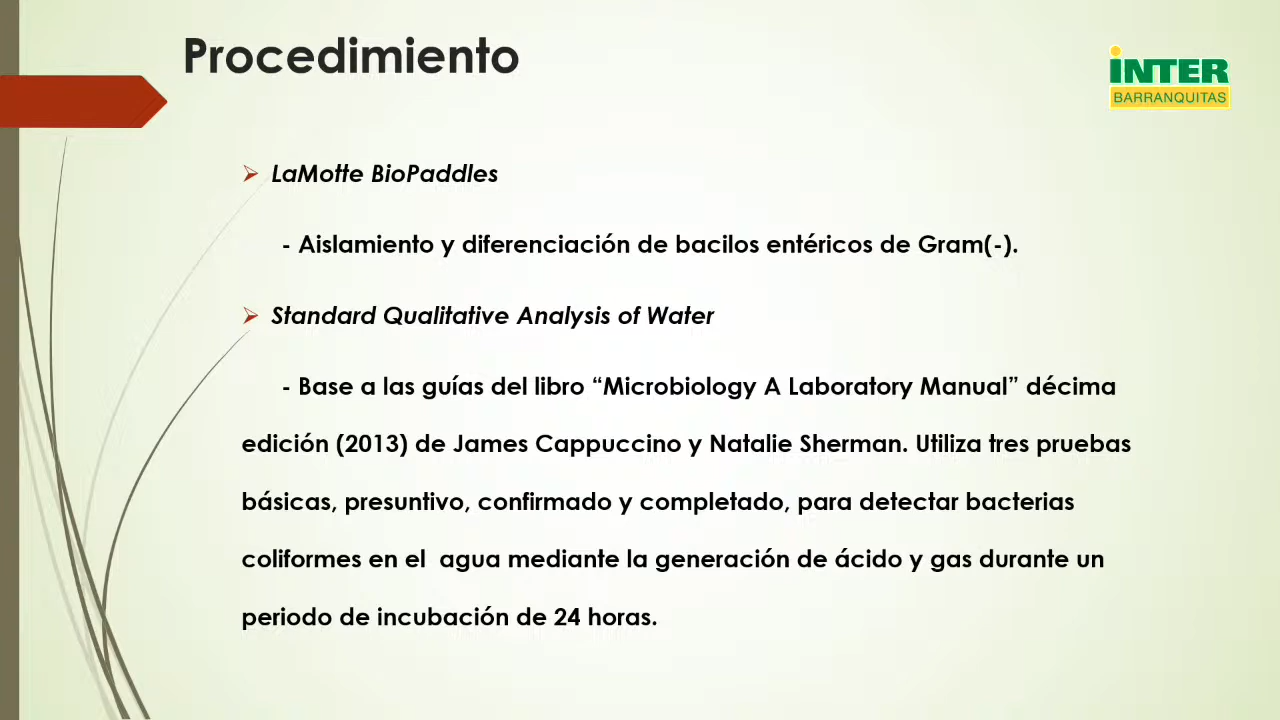 Procedimiento
iNTER
BARRANQUITAS
LaMotte BioPaddles
- Aislamiento y diferenciación de bacilos entéricos de Gram(-).
Standard Qualitative Analysis of Water
- Base a las guías del libro “Microbiology A Laboratory Manual” décima
edición (2013) de James Cappuccino y Natalie Sherman. Utiliza tres pruebas
básicas, presuntivo, confirmado y completado, para detectar bacterias
coliformes en el  agua mediante la generación de ácido y gas durante un
periodo de incubación de 24 horas.